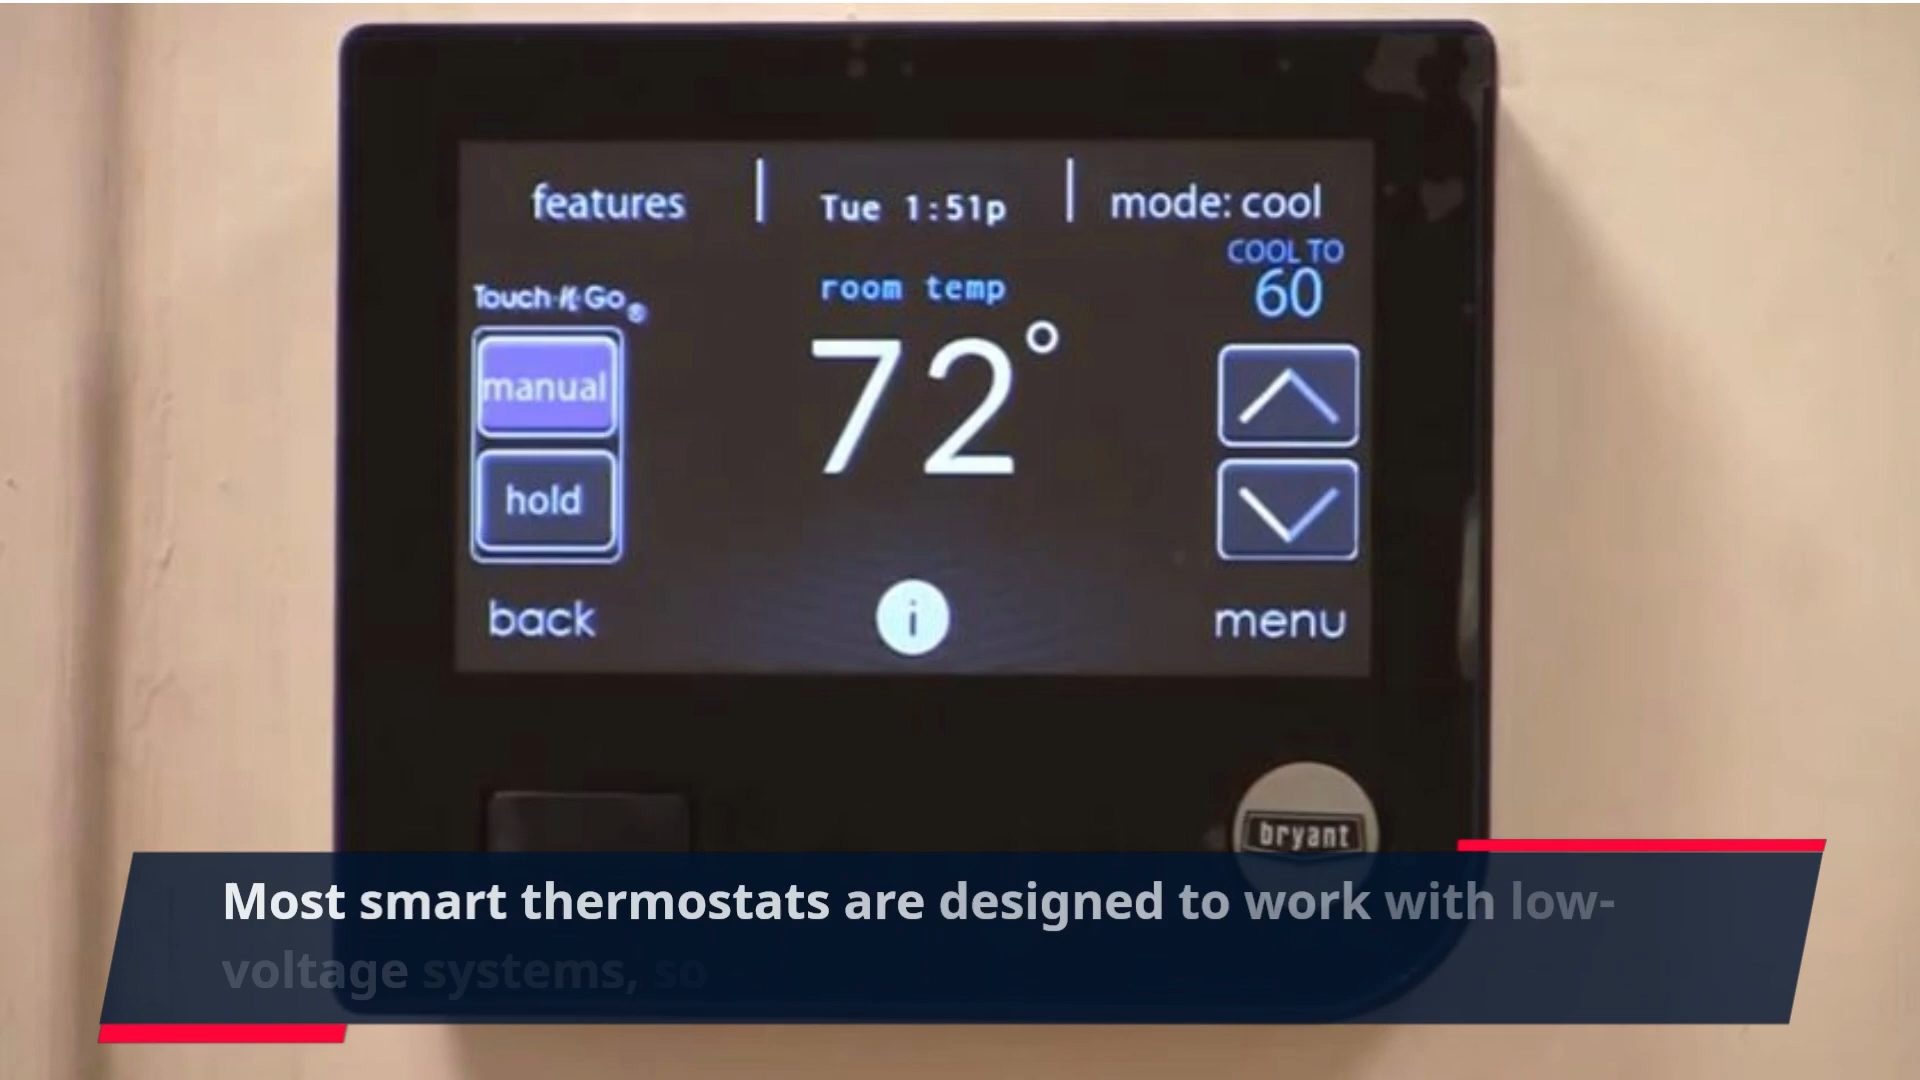 features | Tue 1:51p | mode: cool
COOL TO
60
room temp
72°
Touch-n-Go®
manual
hold
back
i
menu
bryant
Most smart thermostats are designed to work with low-
voltage systems, so